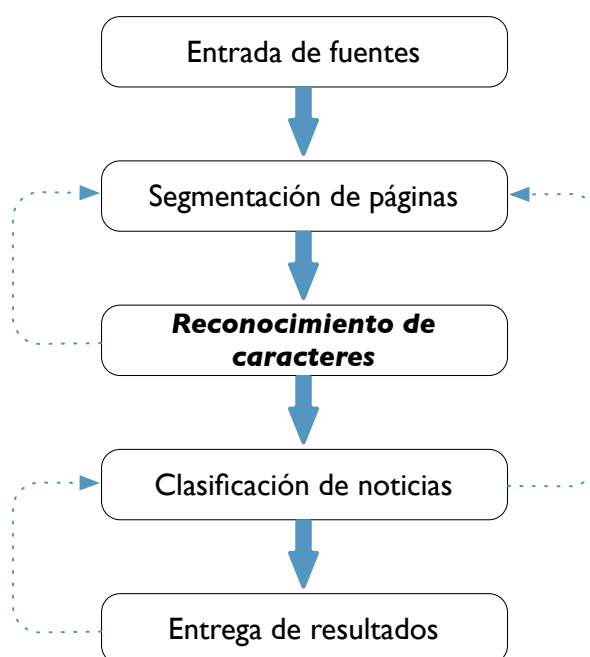 Entrada de fuentes
Segmentación de páginas
Reconocimiento de
caracteres
Clasificación de noticias
Entrega de resultados